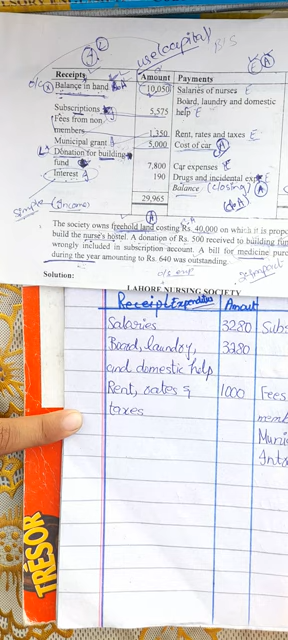 use (capital) B/S
Receipts Amount Payments
Balance in hand 10,050 Salaries of nurses E
Board, laundry and domestic
Subscriptions 5,575 help E
Fees from non
members 1,350 Rent, rates and taxes E
Municipal grant A 5,000 Cost of car A
Donation for buildings
fund 7,800 Car expenses E
Interest 190 Drugs and incidental exp
Balance (closing) A
29,965
(Income)
The society owns freehold land costing Rs. 40,000 on which it is propo
build the nurse's hostel. A donation of Rs. 500 received to building fun
wrongly included in subscription account. A bill for medicine purc
during the year amounting to Rs. 640 was outstanding.
o/s exp
Solution:
LAHORE NURSING SOCIETY
Receipt Expenditure Amount
Salaries 3280 Subs
Board, laundry, 3280
and domestic help
Rent, rates & 1000 Fees
taxes mem
Muni
Int
TRÉSOR